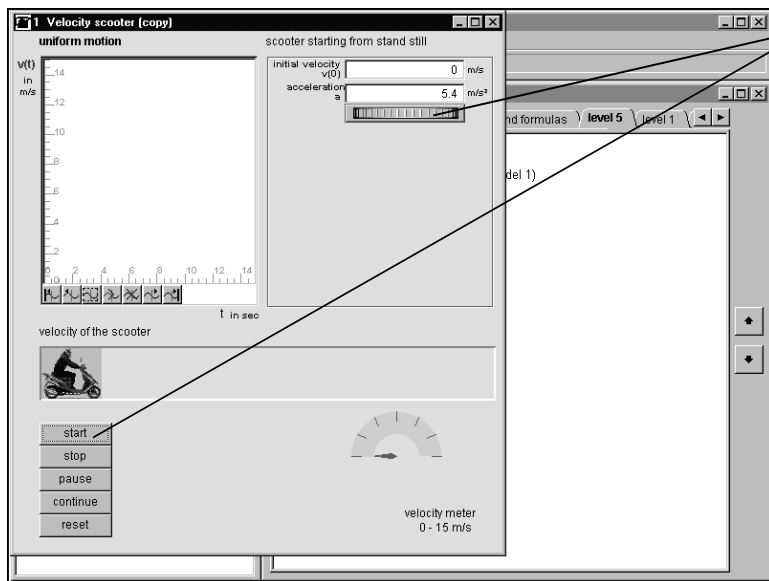 1 Velocity scooter (copy)
uniform motion
scooter starting from stand still
v(t)
in
m/s
14
12
10
8
6
4
2
0
0 2 4 6 8 10 12 14
t in sec
initial velocity
v(0) 0 m/s
acceleration
a 5.4 m/s²
nd formulas level 5 level 1
del 1)
velocity of the scooter
start
stop
pause
continue
reset
velocity meter
0 - 15 m/s